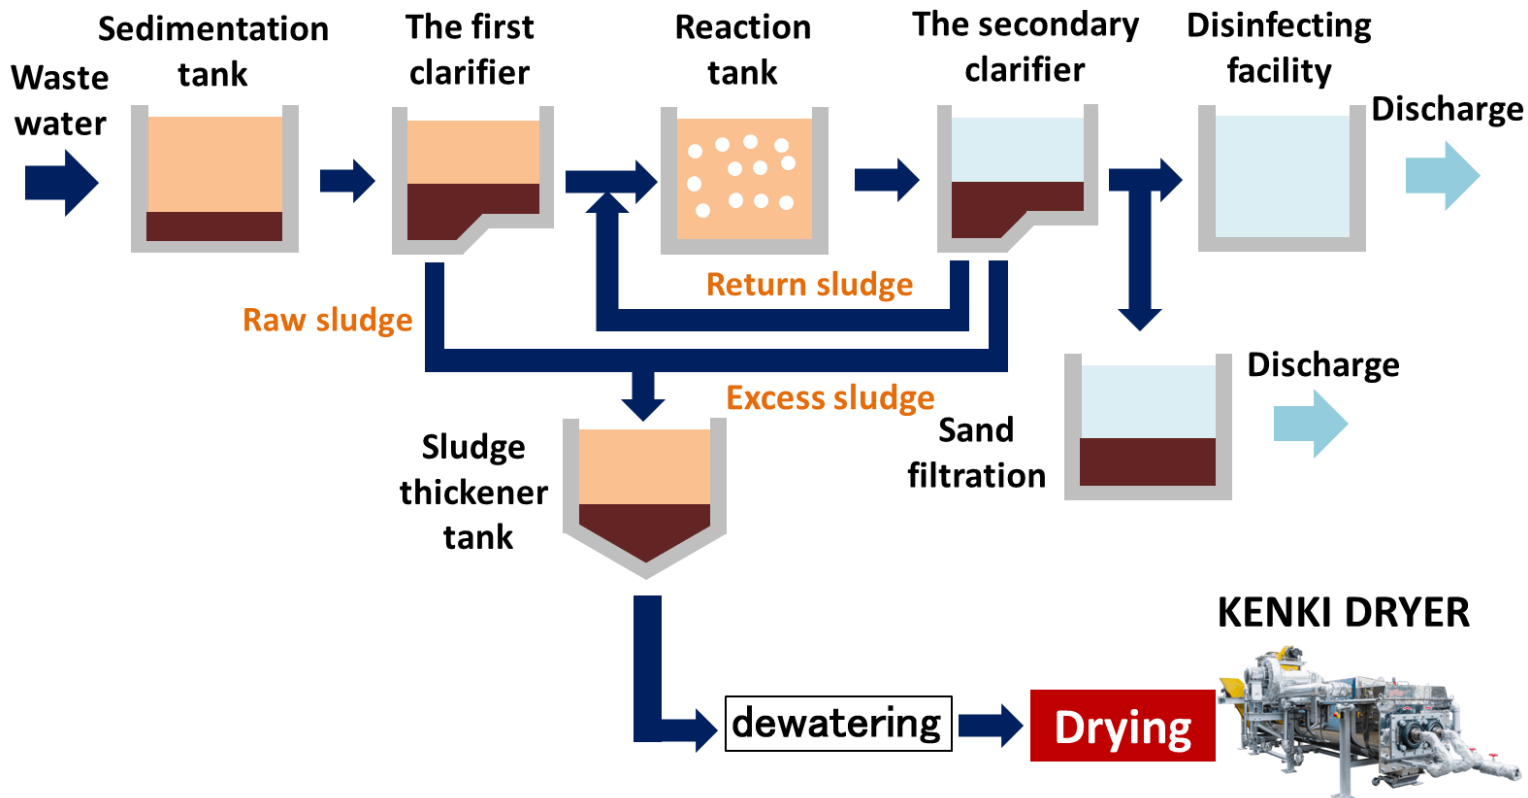 Waste
water
Sedimentation
tank
The first
clarifier
Reaction
tank
The secondary
clarifier
Disinfecting
facility
Discharge
Raw sludge
Return sludge
Excess sludge
Sludge
thickener
tank
Sand
filtration
Discharge
dewatering
Drying
KENKI DRYER